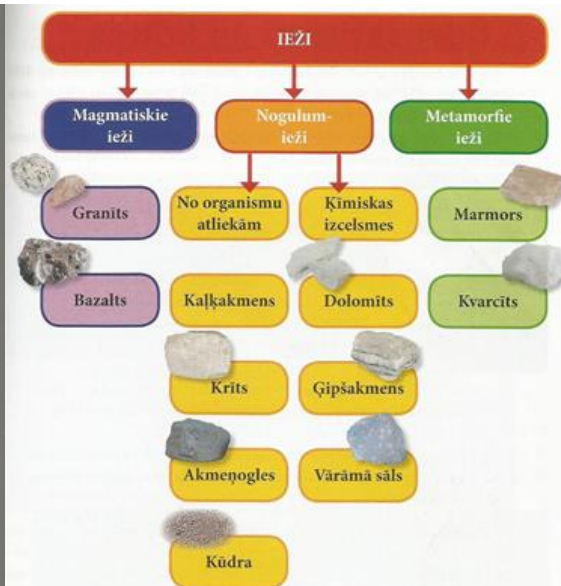 IEŽI
Magmatiskie
ieži
Nogulum-
ieži
Metamorfie
ieži
Granīts
No organismu
atliekām
Ķīmiskas
izcelsmes
Marmors
Bazalts
Kaļķakmens
Dolomīts
Kvarcīts
Krīts
Ģipšakmens
Akmeņogles
Vārāmā sāls
Kūdra